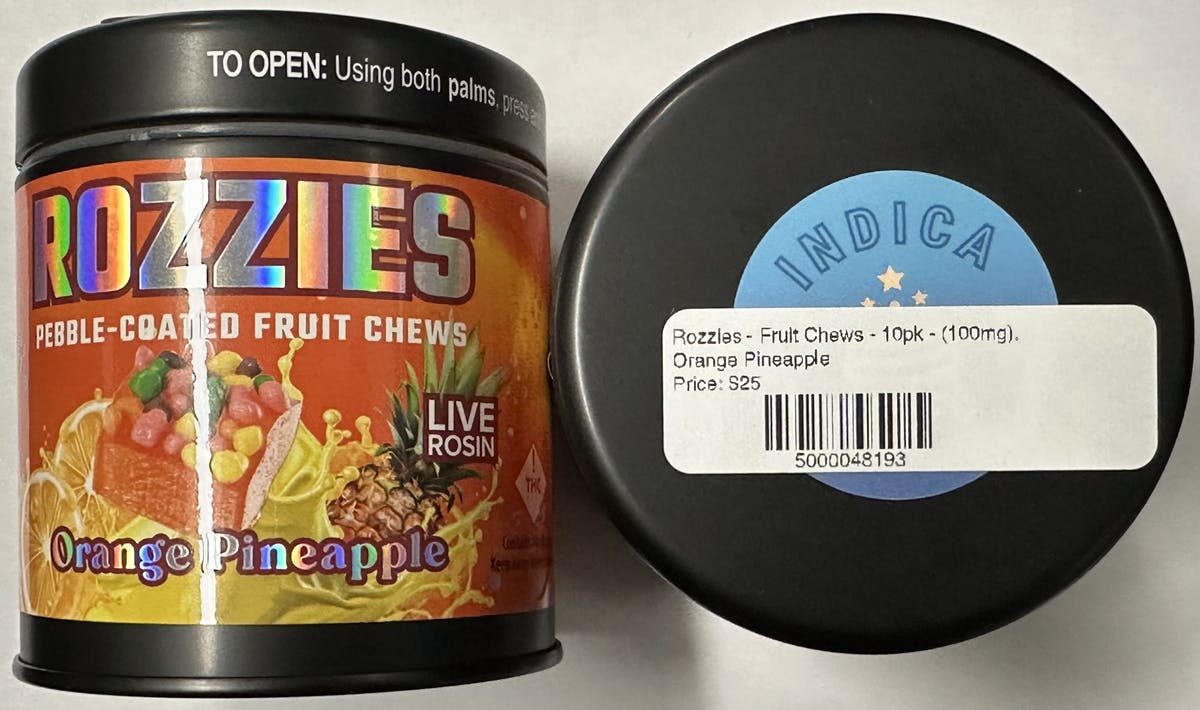 TO OPEN: Using both palms, press
ROZZIES
PEBBLE-COATED FRUIT CHEWS
LIVE
ROSIN
!
THC
Orange Pineapple
INDICA
Rozzies - Fruit Chews - 10pk - (100mg).
Orange Pineapple
Price: $25
5000048193